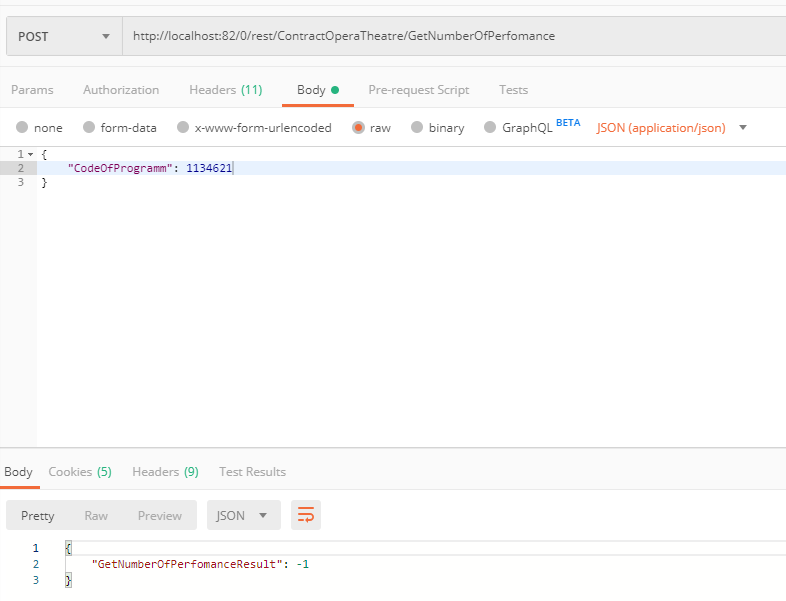 POST http://localhost:82/0/rest/ContractOperaTheatre/GetNumberOfPerfomance
Params Authorization Headers (11) Body Pre-request Script Tests
none form-data x-www-form-urlencoded raw binary GraphQL BETA JSON (application/json)
1 {
2 "CodeOfProgramm": 1134621
3 }
Body Cookies (5) Headers (9) Test Results
Pretty Raw Preview JSON
1 {
2 "GetNumberOfPerfomanceResult": -1
3 }